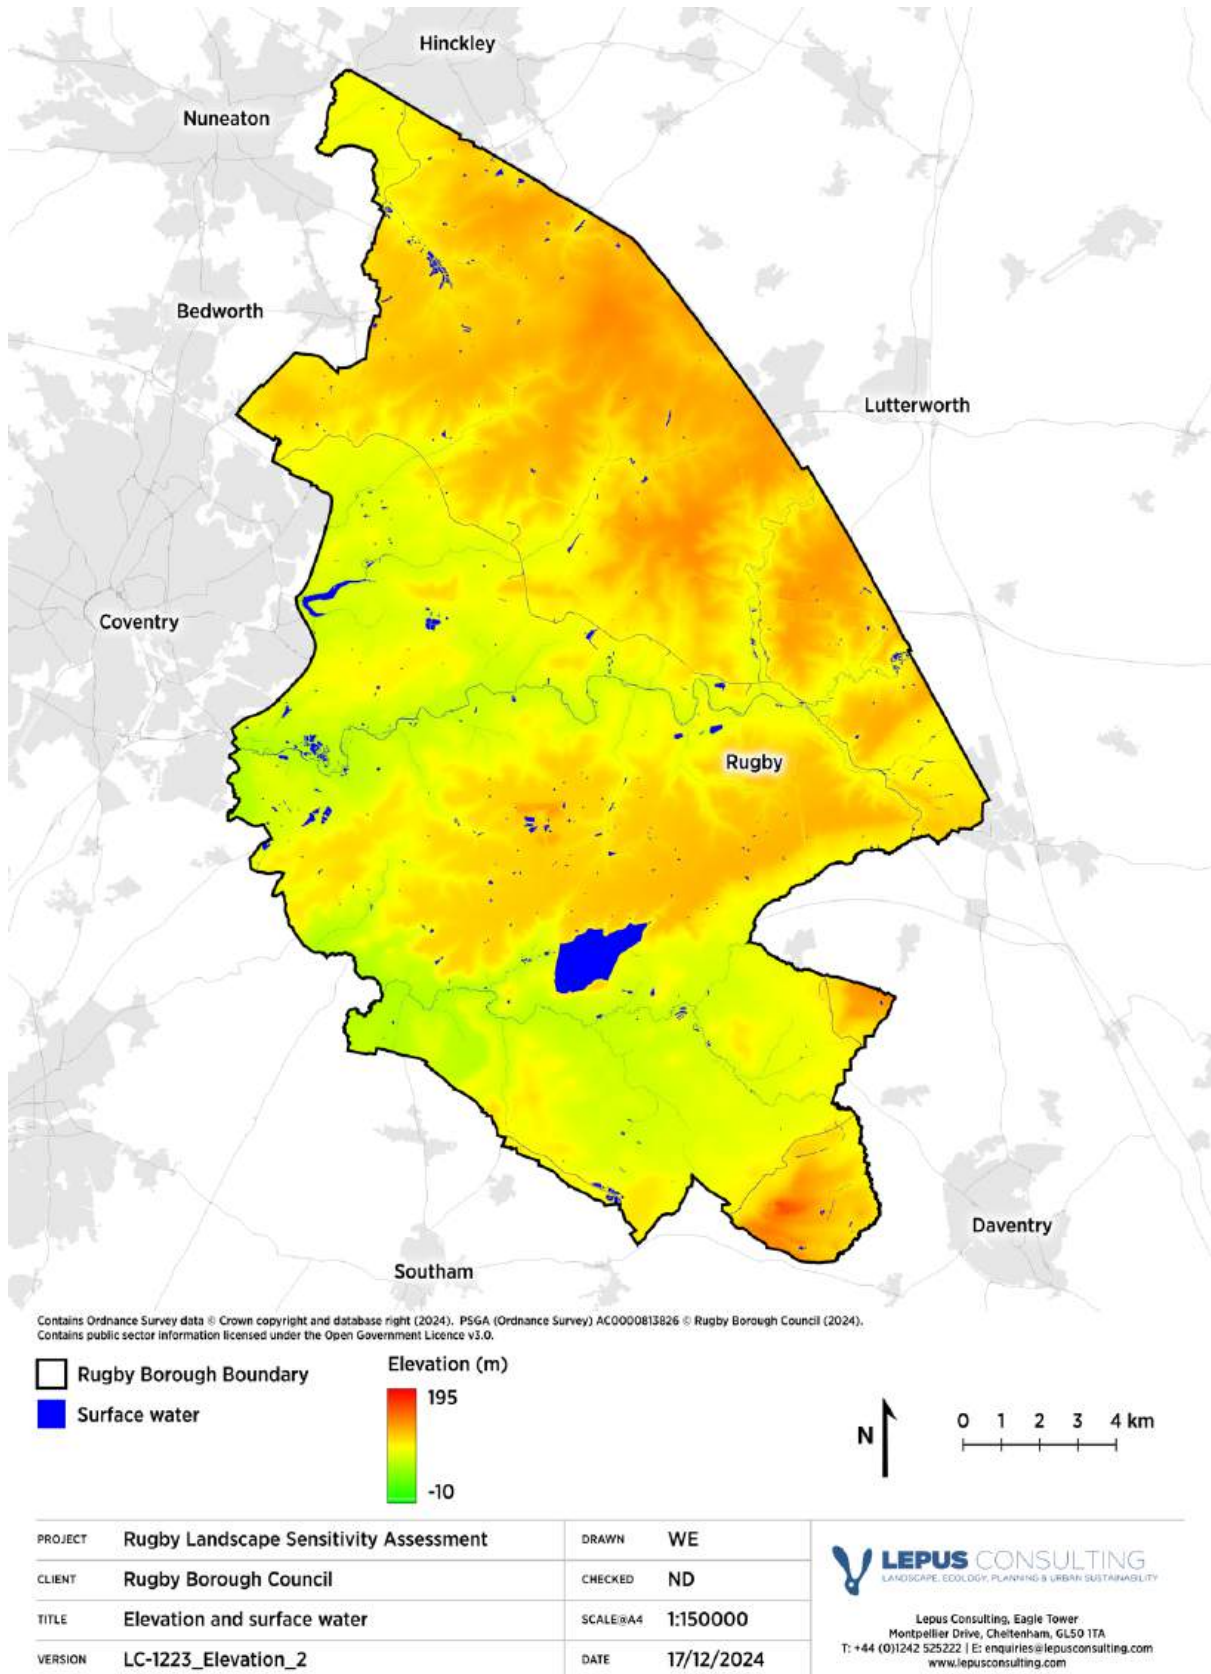 Hinckley
Nuneaton
Bedworth
Lutterworth
Coventry
Rugby
Daventry
Southam
Contains Ordnance Survey data © Crown copyright and database right (2024). PSGA (Ordnance Survey) AC0000813826 © Rugby Borough Council (2024).
Contains public sector information licensed under the Open Government Licence v3.0.
Rugby Borough Boundary
Surface water
Elevation (m)
195
-10
N
0 1 2 3 4 km
PROJECT Rugby Landscape Sensitivity Assessment
CLIENT Rugby Borough Council
TITLE Elevation and surface water
VERSION LC-1223_Elevation_2
DRAWN WE
CHECKED ND
SCALE@A4 1:150000
DATE 17/12/2024
LEPUS CONSULTING
LANDSCAPE, ECOLOGY, PLANNING & URBAN SUSTAINABILITY
Lepus Consulting, Eagle Tower
Montpellier Drive, Cheltenham, GL50 1TA
T: +44 (0)1242 525222 | E: enquiries@lepusconsulting.com
www.lepusconsulting.com